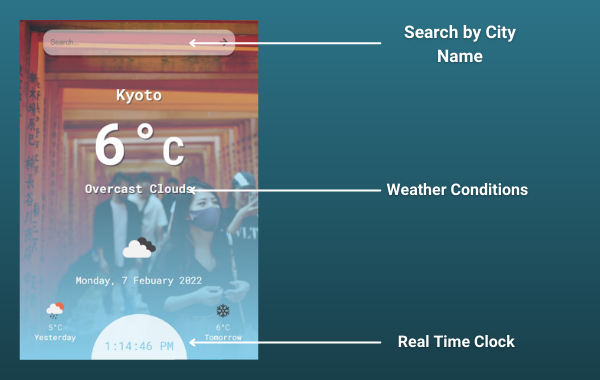 Search...
Search by City
Name
Kyoto
6°C
Overcast Clouds
Weather Conditions
Monday, 7 Febuary 2022
5°C
Yesterday
6°C
Tomorrow
1:14:46 PM
Real Time Clock